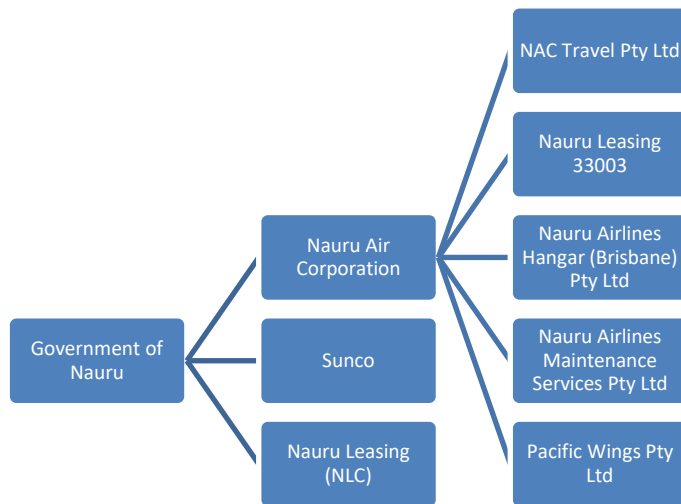 Government of
Nauru
Nauru Air
Corporation
Sunco
Nauru Leasing
(NLC)
NAC Travel Pty Ltd
Nauru Leasing
33003
Nauru Airlines
Hangar (Brisbane)
Pty Ltd
Nauru Airlines
Maintenance
Services Pty Ltd
Pacific Wings Pty
Ltd